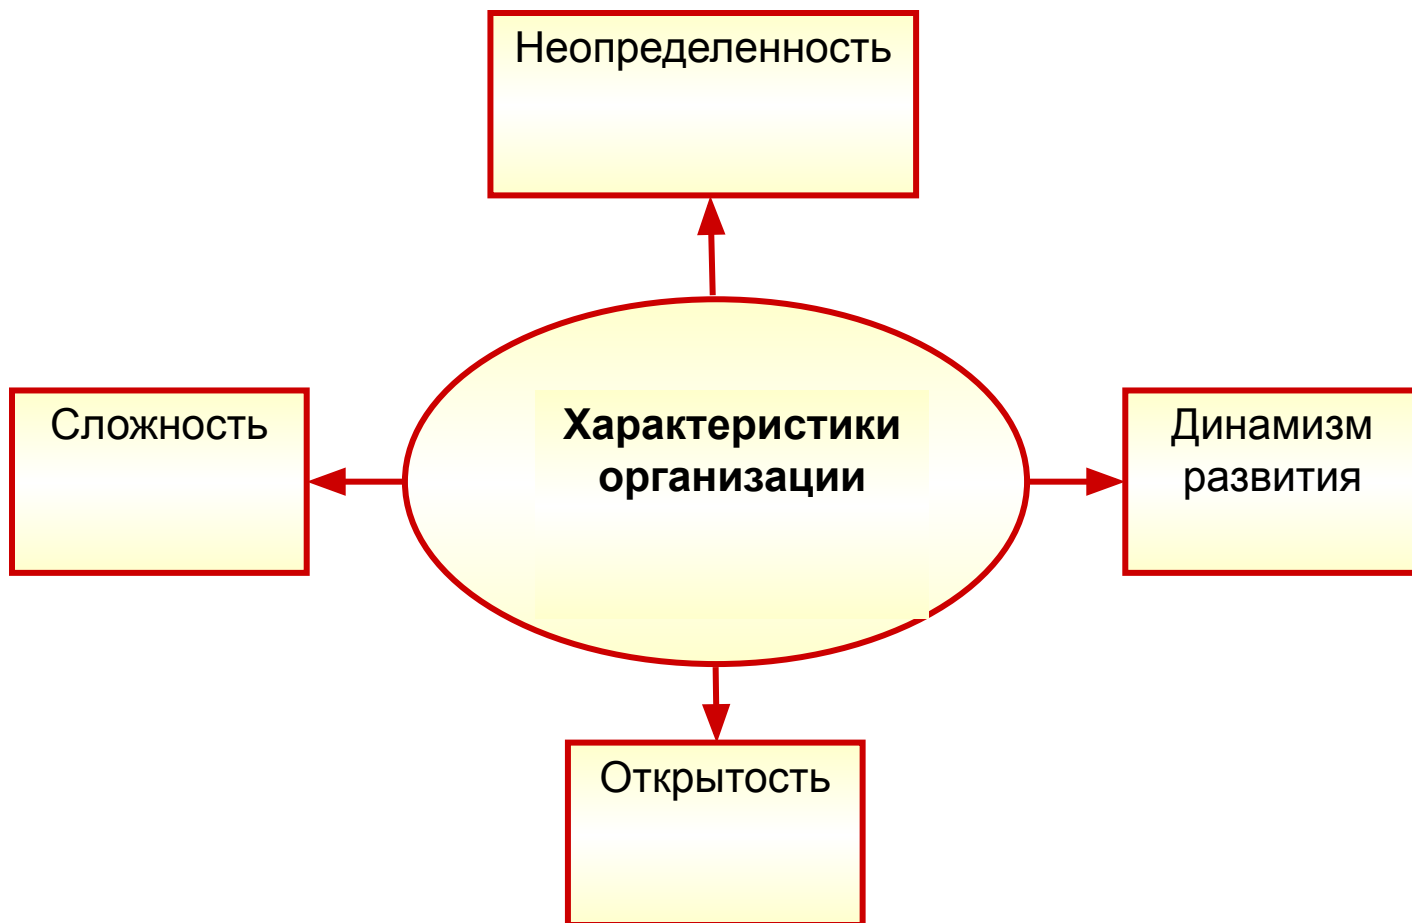 Неопределенность
Сложность
Характеристики
организации
Динамизм
развития
Открытость